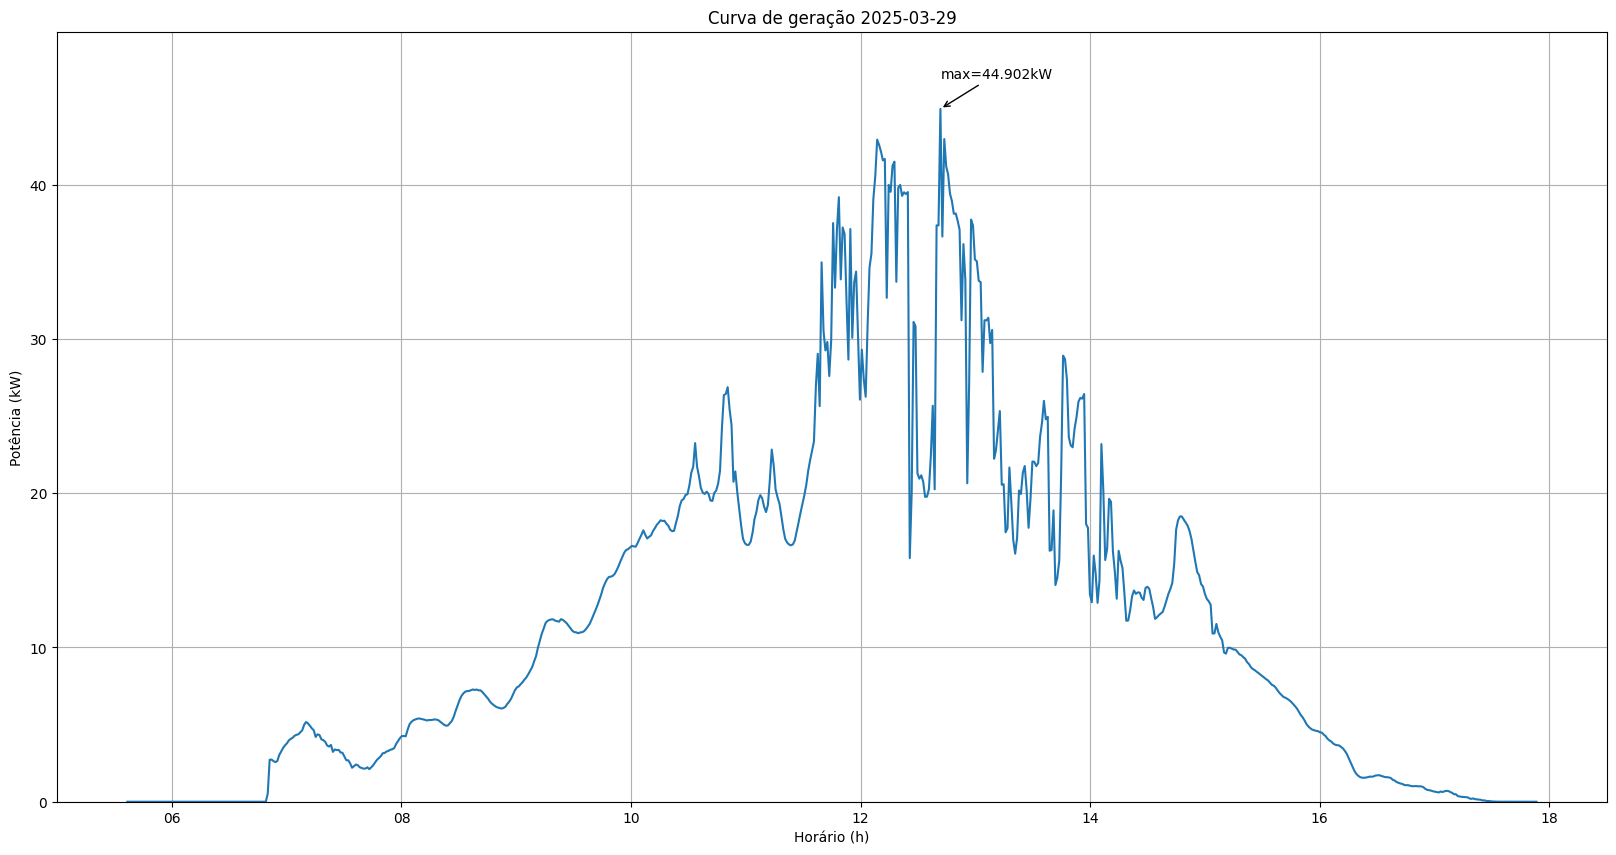 Curva de geração 2025-03-29
max=44.902kW
Potência (kW)
40
30
20
10
0
06 08 10 12 14 16 18
Horário (h)